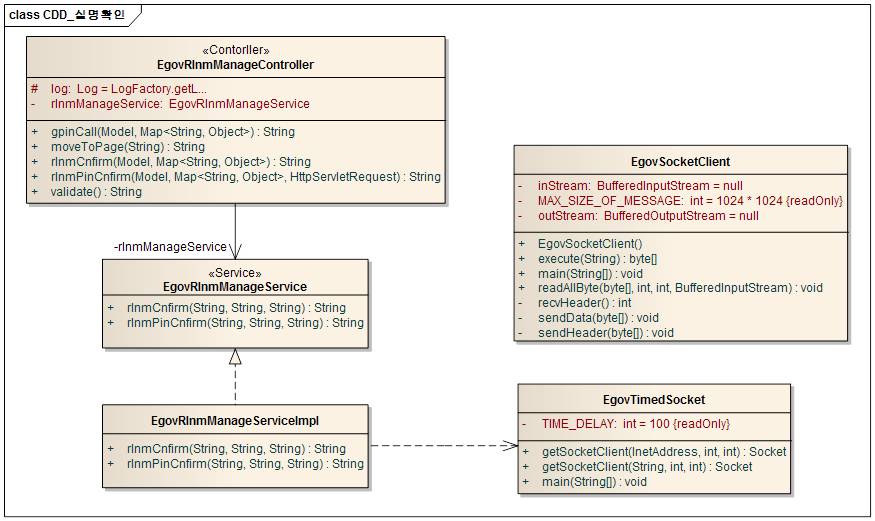 class CDD_실명확인
«Contorller»
EgovRlnmManageController
# log: Log = LogFactory.getL...
- rlnmManageService: EgovRlnmManageService
+ gpinCall(Model, Map<String, Object>) : String
+ moveToPage(String) : String
+ rlnmCnfirm(Model, Map<String, Object>) : String
+ rlnmPinCnfirm(Model, Map<String, Object>, HttpServletRequest) : String
+ validate() : String
-rlnmManageService
«Service»
EgovRlnmManageService
+ rlnmCnfirm(String, String, String) : String
+ rlnmPinCnfirm(String, String, String) : String
EgovRlnmManageServiceImpl
+ rlnmCnfirm(String, String, String) : String
+ rlnmPinCnfirm(String, String, String) : String
EgovSocketClient
- inStream: BufferedInputStream = null
- MAX_SIZE_OF_MESSAGE: int = 1024 * 1024 {readOnly}
- outStream: BufferedOutputStream = null
+ EgovSocketClient()
+ execute(String) : byte[]
+ main(String[]) : void
+ readAllByte(byte[], int, int, BufferedInputStream) : void
- recvHeader() : int
- sendData(byte[]) : void
- sendHeader(byte[]) : void
EgovTimedSocket
- TIME_DELAY: int = 100 {readOnly}
+ getSocketClient(InetAddress, int, int) : Socket
+ getSocketClient(String, int, int) : Socket
+ main(String[]) : void